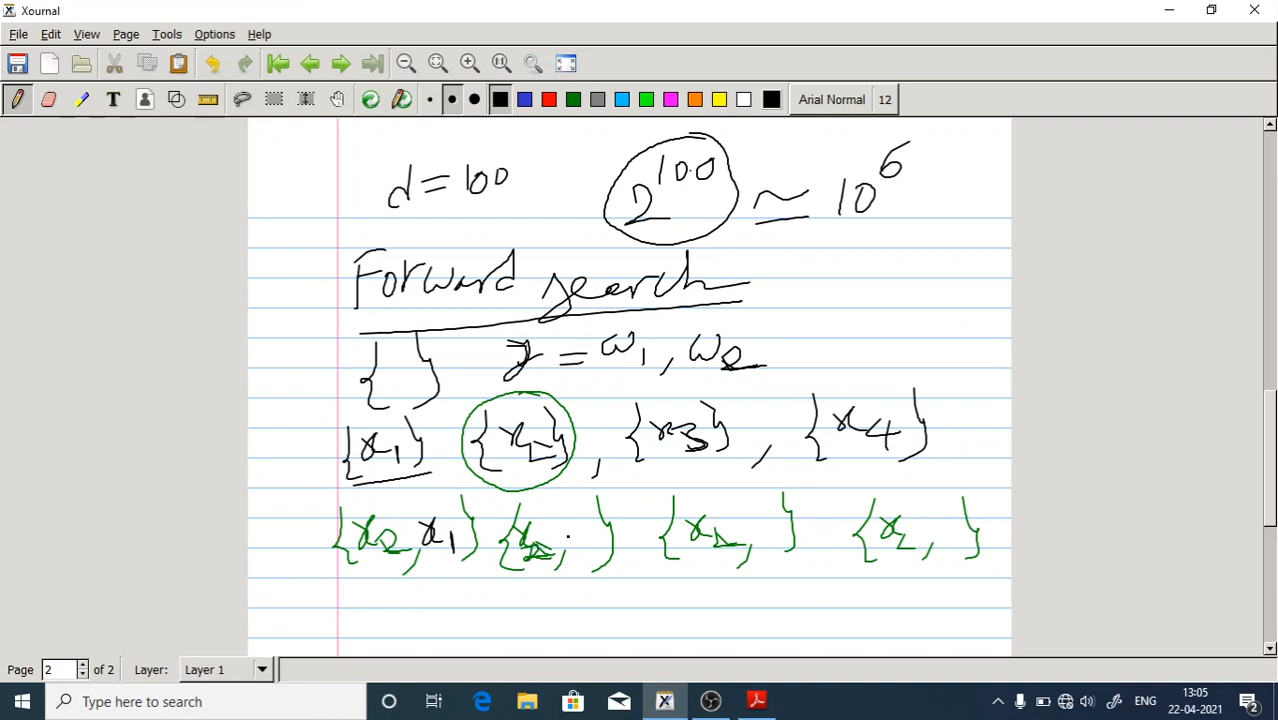 Xournal
File Edit View Page Tools Options Help
Arial Normal 12
d = 100 2^100 ≃ 10^6
Forward search
{ } y = ω1, ω2
{x1} {x2}, {x3}, {x4}
{x2, x1} {x2, } {x2, } {x2, }
Page 2 of 2 Layer: Layer 1
Type here to search
ENG 13:05 22-04-2021 2